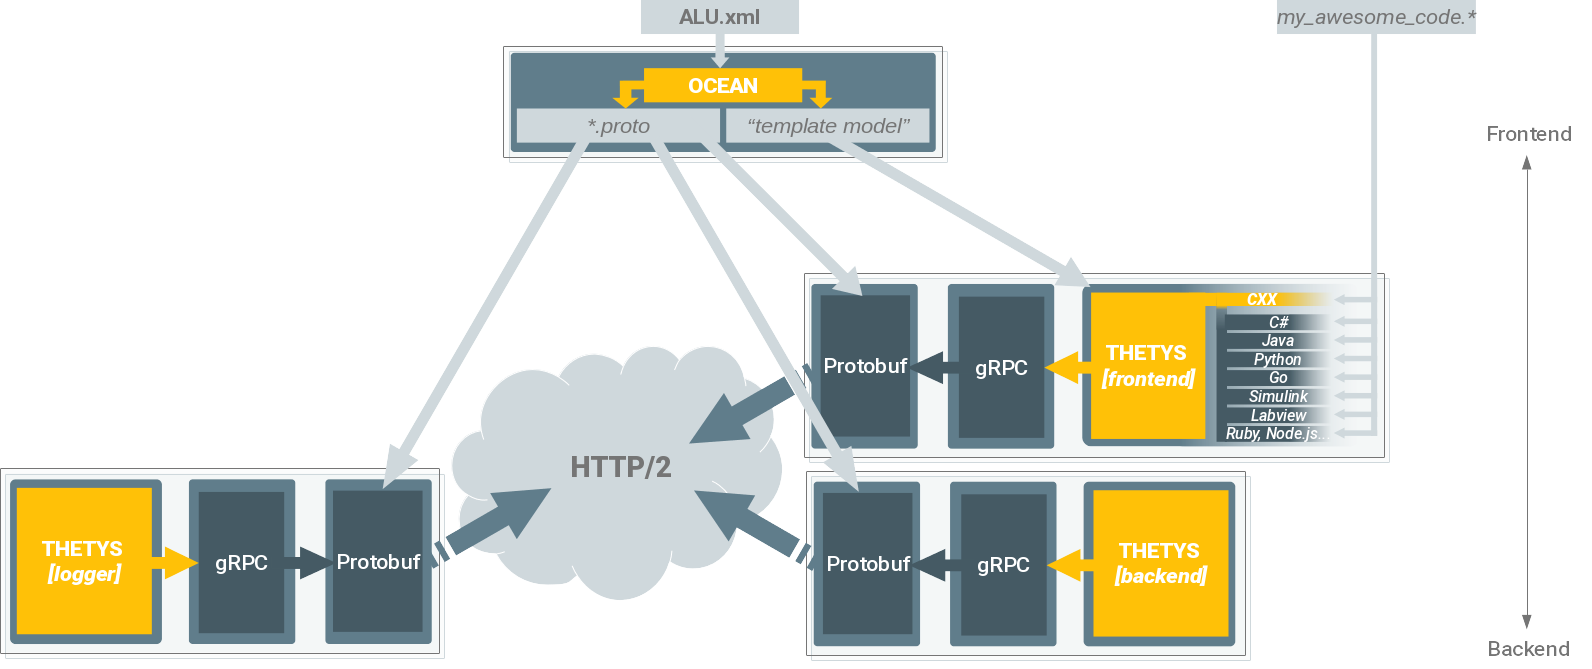 ALU.xml
my_awesome_code.*
OCEAN
*.proto
“template model”
Frontend
CXX
C#
Java
Python
Go
Simulink
Labview
Ruby, Node.js...
THETYS
[frontend]
gRPC
Protobuf
HTTP/2
THETYS
[logger]
gRPC
Protobuf
Protobuf
gRPC
THETYS
[backend]
Backend